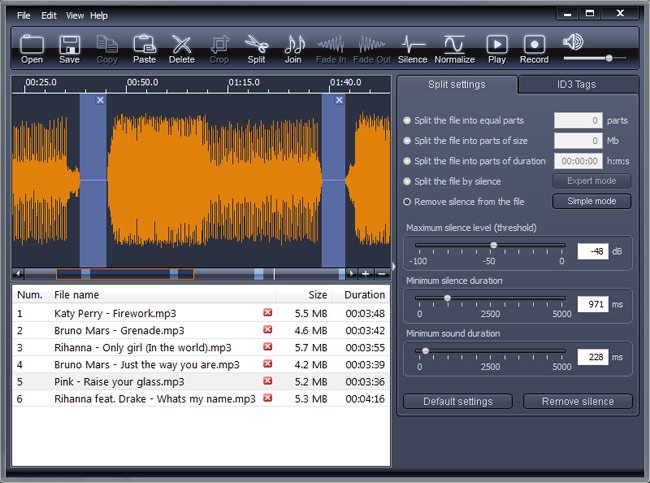 File Edit View Help
Open Save Copy Paste Delete Crop Split Join Fade In Fade Out Silence Normalize Play Record
00:25.0 00:50.0 01:15.0 01:40.0
Split settings ID3 Tags
Split the file into equal parts 0 parts
Split the file into parts of size 0 Mb
Split the file into parts of duration 00:00:00 h:m:s
Split the file by silence Expert mode
Remove silence from the file Simple mode
Maximum silence level (threshold)
-48 dB
-100 -50 0
Minimum silence duration
971 ms
0 2500 5000
Minimum sound duration
228 ms
0 2500 5000
Default settings Remove silence
Num. File name Size Duration
1 Katy Perry - Firework.mp3 5.5 MB 00:03:48
2 Bruno Mars - Grenade.mp3 4.6 MB 00:03:39
3 Rihanna - Only girl (In the world).mp3 5.7 MB 00:03:55
4 Bruno Mars - Just the way you are.mp3 4.2 MB 00:03:39
5 Pink - Raise your glass.mp3 5.2 MB 00:03:36
6 Rihanna feat. Drake - Whats my name.mp3 5.3 MB 00:04:16